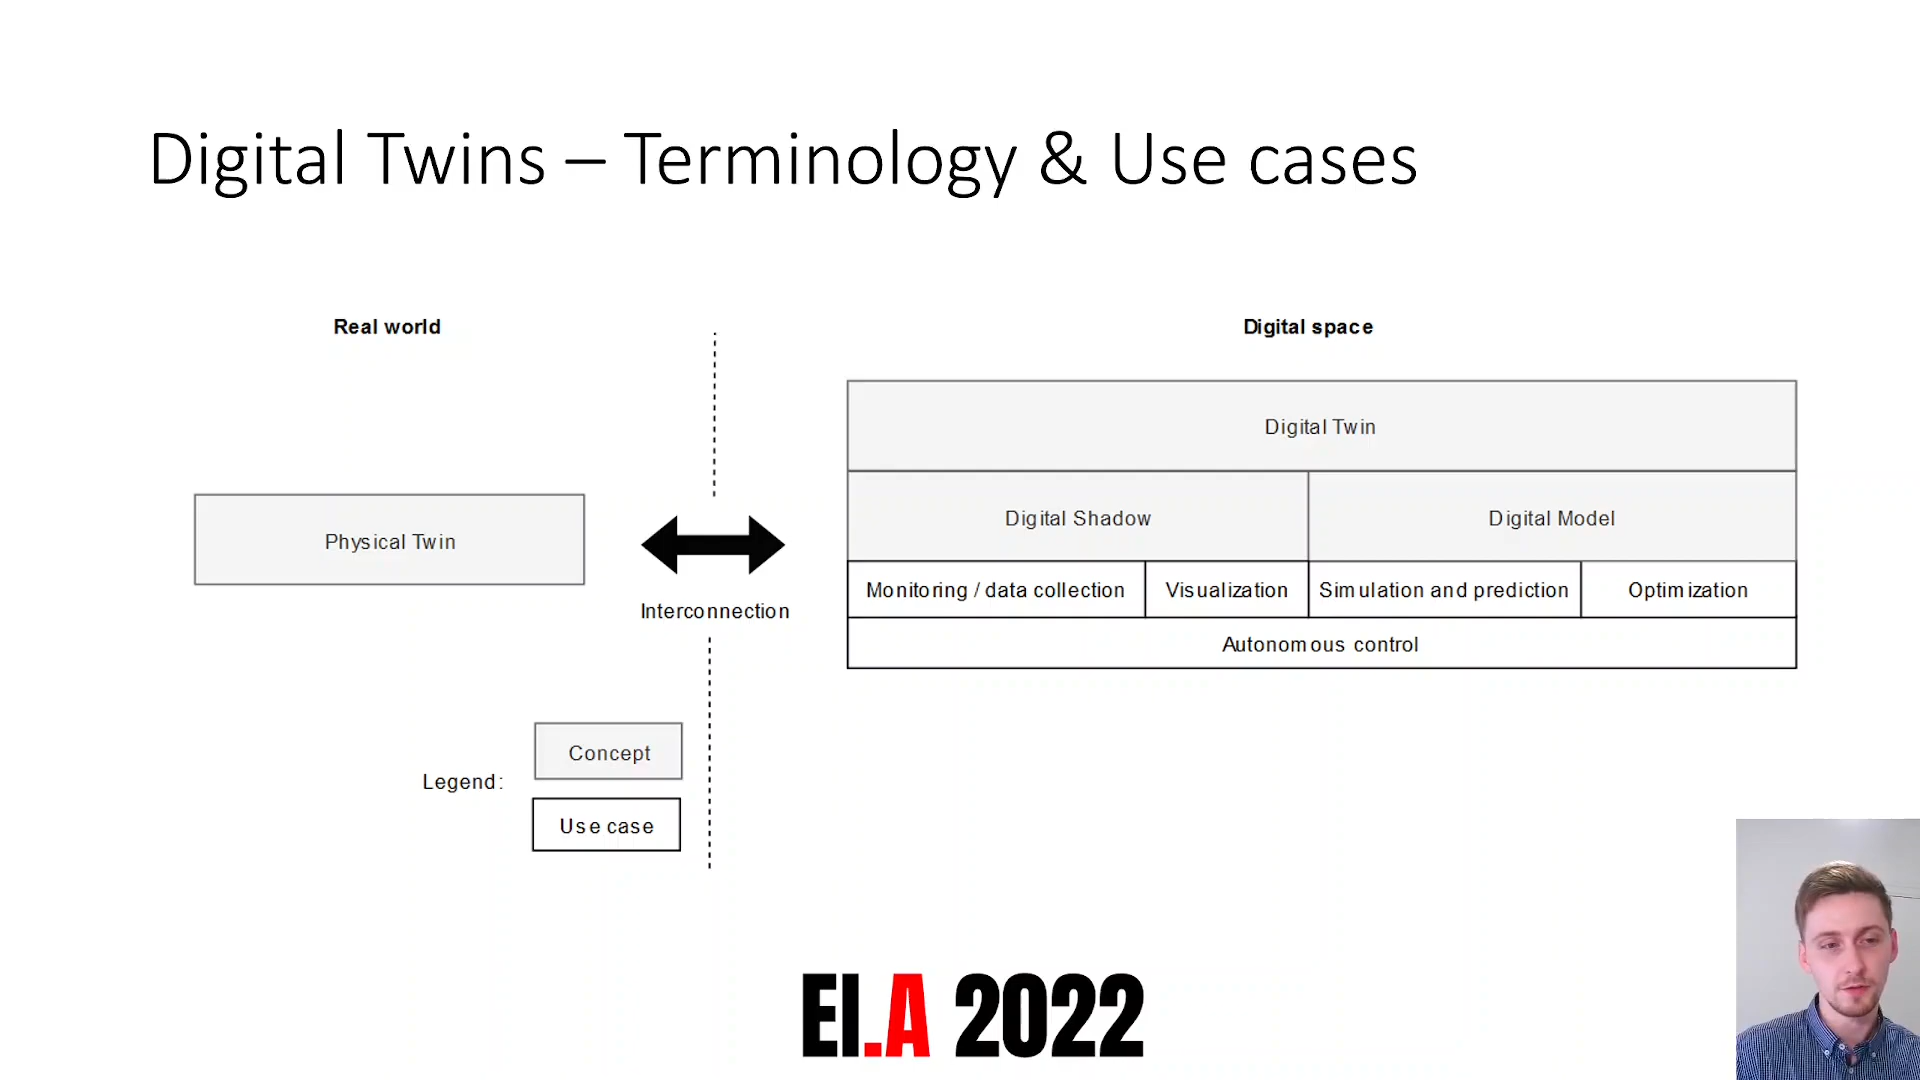 Digital Twins – Terminology & Use cases
Real world
Digital space
Digital Twin
Physical Twin
Digital Shadow
Digital Model
Interconnection
Monitoring / data collection
Visualization
Simulation and prediction
Optimization
Autonomous control
Legend:
Concept
Use case
EI.A 2022